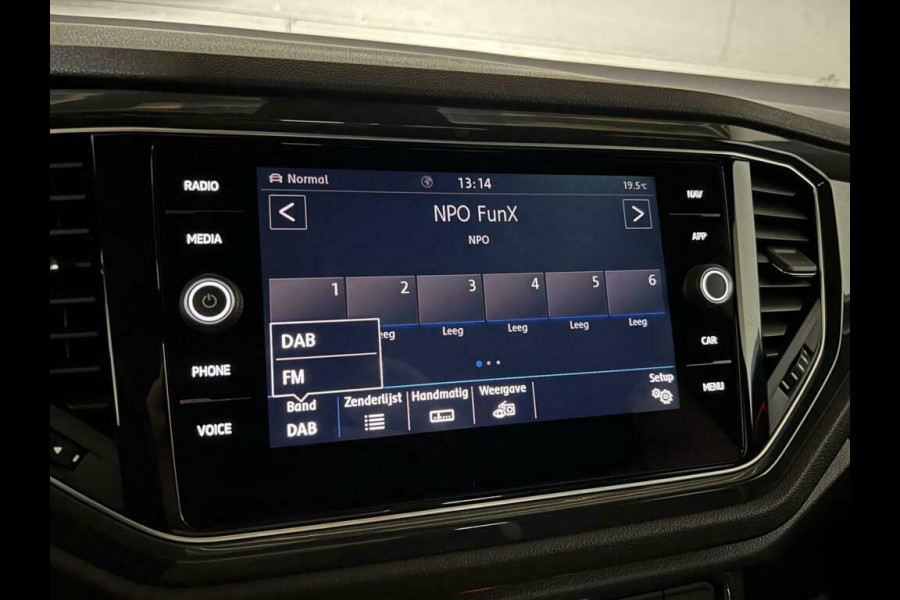 RADIO
MEDIA
PHONE
VOICE
Normal
13:14
19.5°C
NPO FunX
NPO
1 2 3 4 5 6
Leeg Leeg Leeg Leeg
DAB
FM
Band
DAB
Zenderlijst
Handmatig
Weergave
Setup
NAV
APP
CAR
MENU